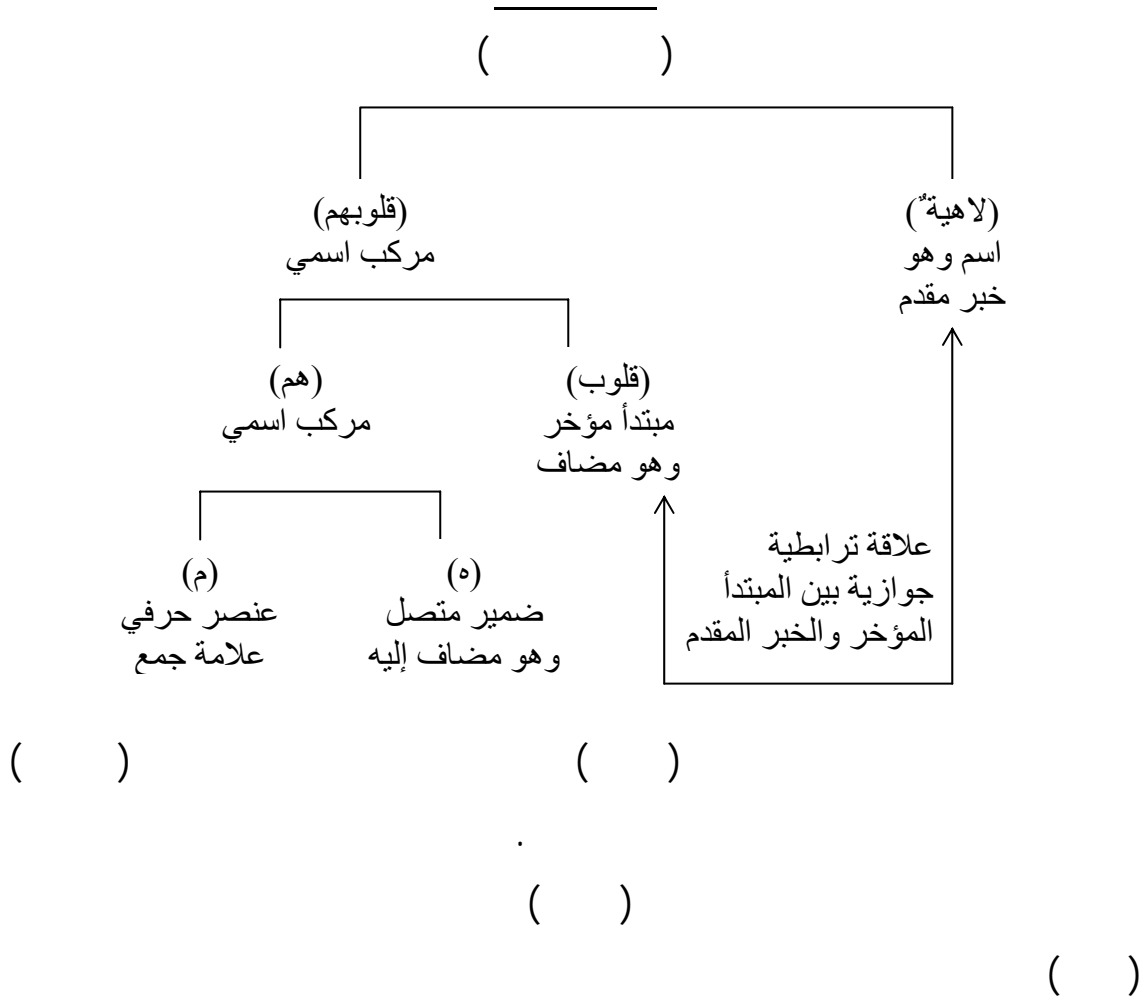 (          )
(لاهيةٌ)
اسم وهو
خبر مقدم
(قلوبهم)
مركب اسمي
(قلوب)
مبتدأ مؤخر
وهو مضاف
(هم)
مركب اسمي
علاقة ترابطية
جوازية بين المبتدأ
المؤخر والخبر المقدم
(ه)
ضمير متصل
وهو مضاف إليه
(م)
عنصر حرفي
علامة جمع
(    ) (    )
.
(    )
(    )